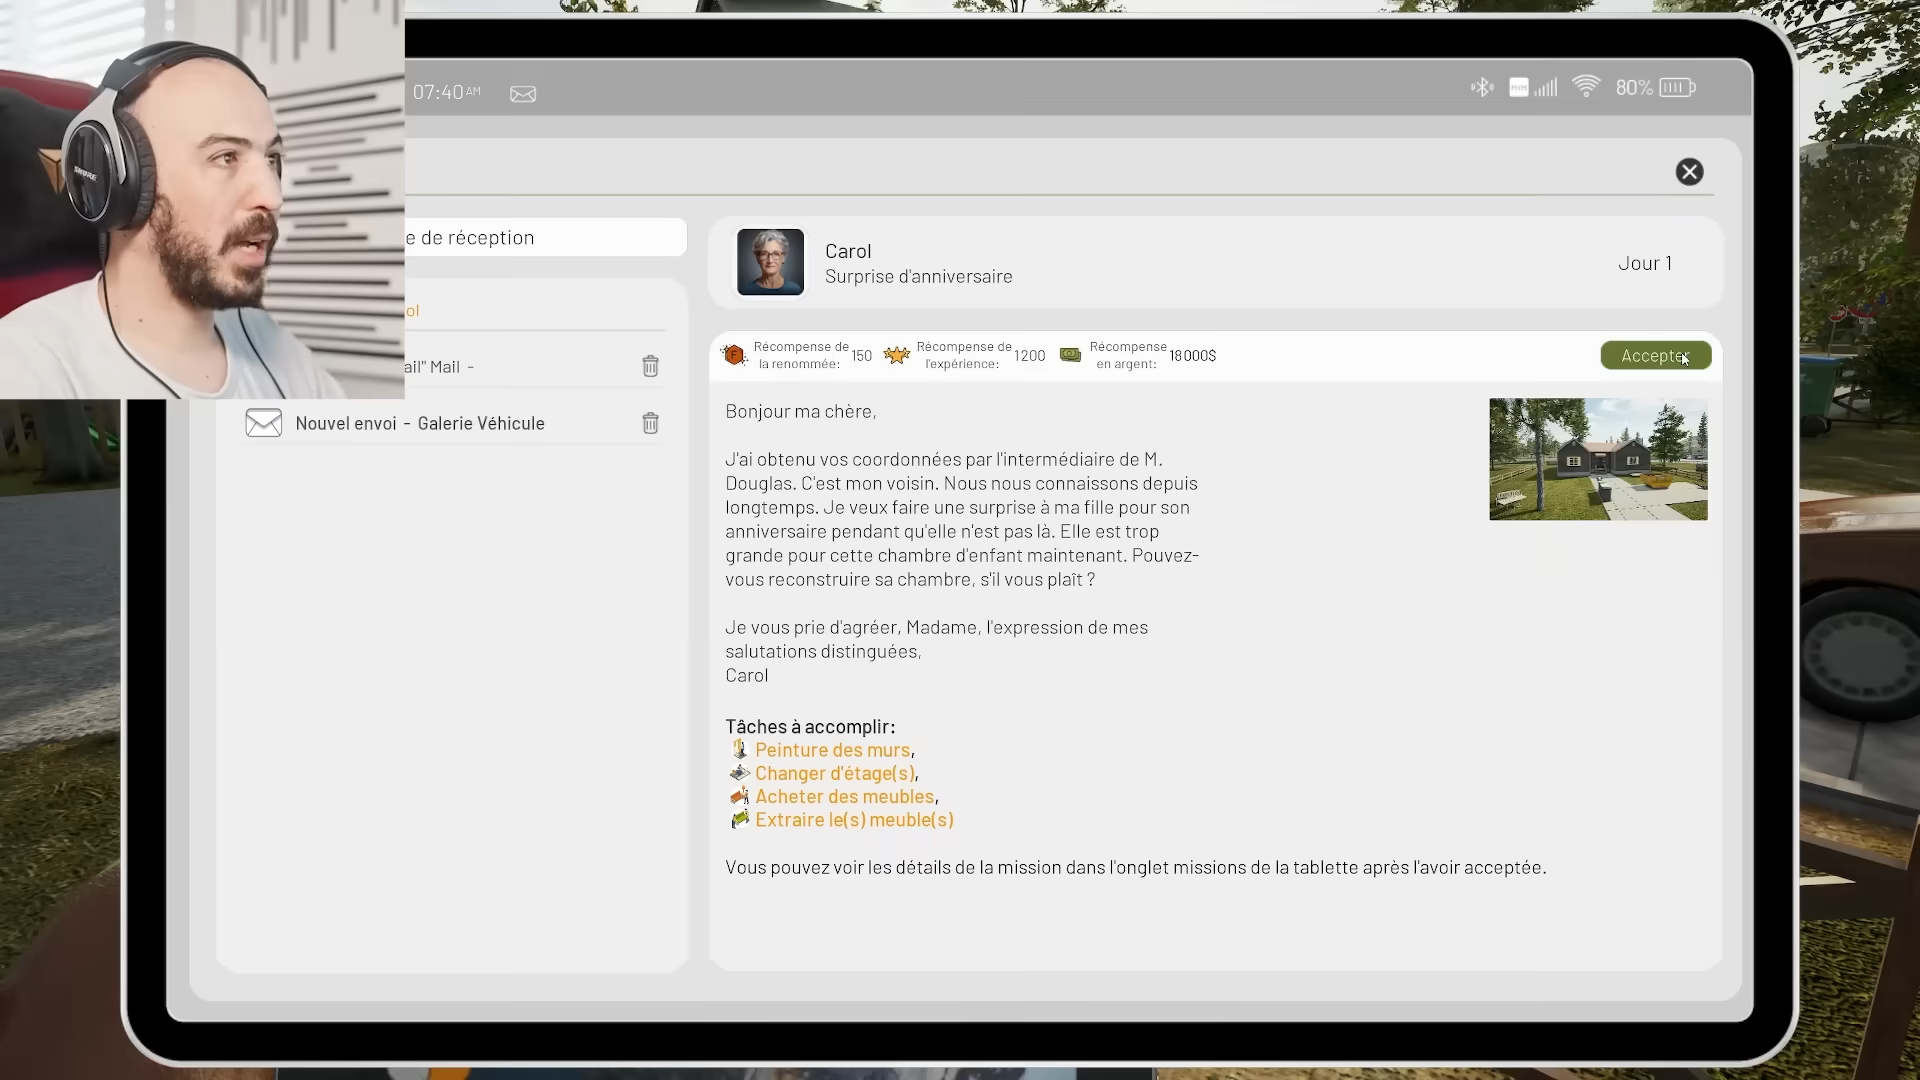 07:40 AM
80%
e de réception
Carol
Surprise d'anniversaire
Jour 1
ol
ail" Mail -
Nouvel envoi - Galerie Véhicule
Récompense de la renommée: 150
Récompense de l'expérience: 1200
Récompense en argent: 18000$
Accepter
Bonjour ma chère,
J'ai obtenu vos coordonnées par l'intermédiaire de M.
Douglas. C'est mon voisin. Nous nous connaissons depuis
longtemps. Je veux faire une surprise à ma fille pour son
anniversaire pendant qu'elle n'est pas là. Elle est trop
grande pour cette chambre d'enfant maintenant. Pouvez-
vous reconstruire sa chambre, s'il vous plaît ?
Je vous prie d'agréer, Madame, l'expression de mes
salutations distinguées,
Carol
Tâches à accomplir:
Peinture des murs,
Changer d'étage(s),
Acheter des meubles,
Extraire le(s) meuble(s)
Vous pouvez voir les détails de la mission dans l'onglet missions de la tablette après l'avoir acceptée.
SHURE